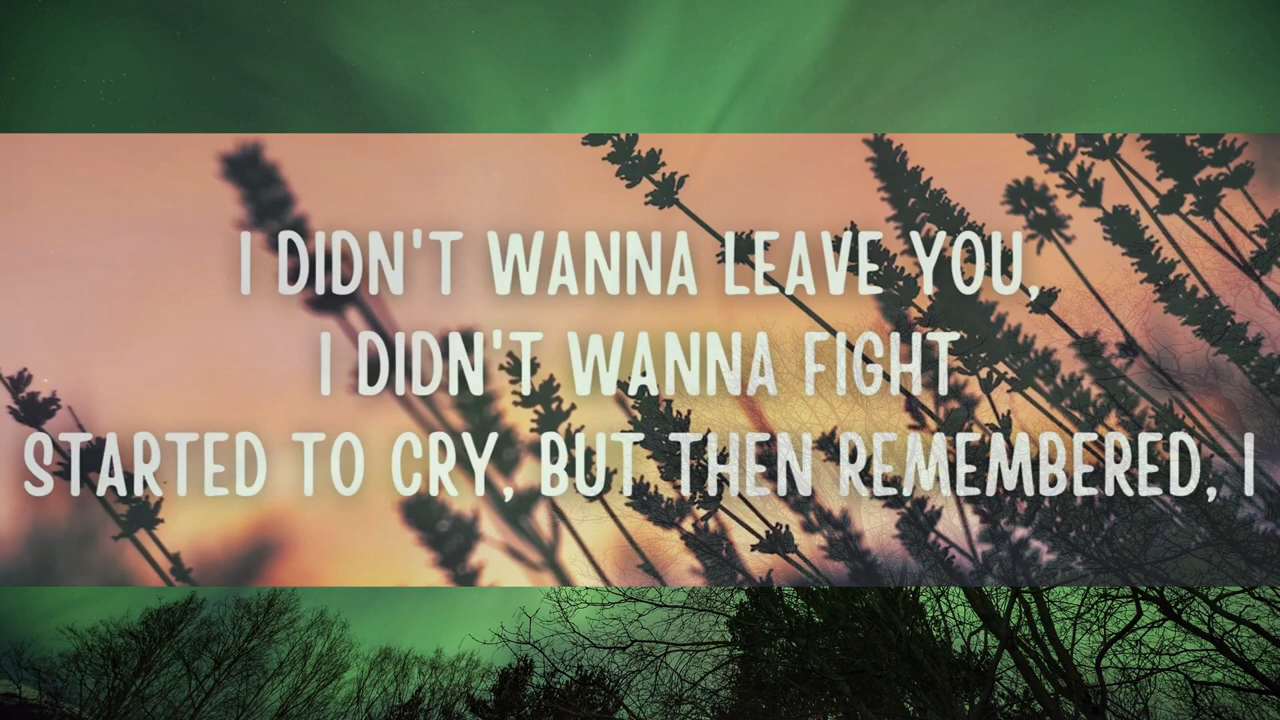 I DIDN'T WANNA LEAVE YOU,
I DIDN'T WANNA FIGHT
STARTED TO CRY, BUT THEN REMEMBERED, I